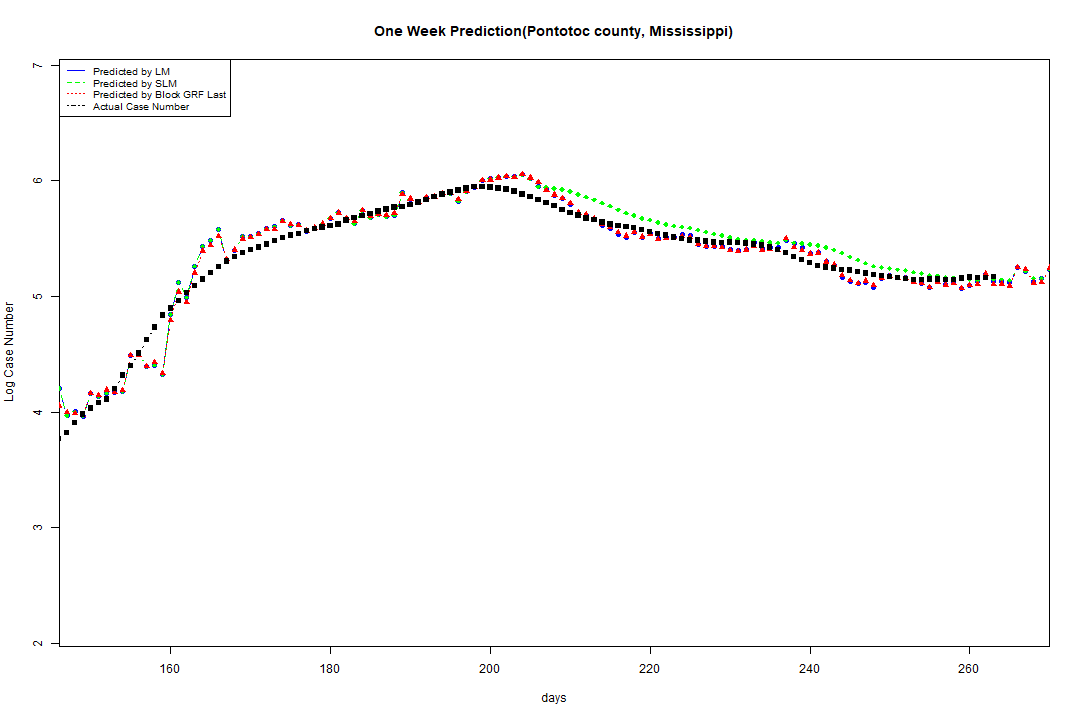 One Week Prediction(Pontotoc county, Mississippi)
Predicted by LM
Predicted by SLM
Predicted by Block GRF Last
Actual Case Number
7
6
5
4
3
2
Log Case Number
160 180 200 220 240 260
days